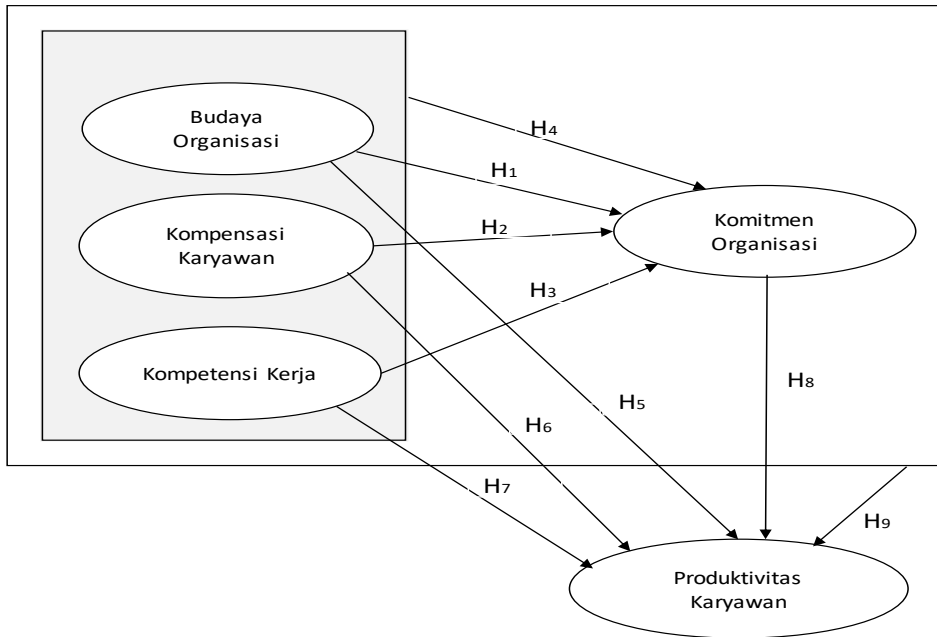 Budaya
Organisasi
Kompensasi
Karyawan
Kompetensi Kerja
H4
H1
H2
H3
Komitmen
Organisasi
H5
H6
H7
H8
H9
Produktivitas
Karyawan